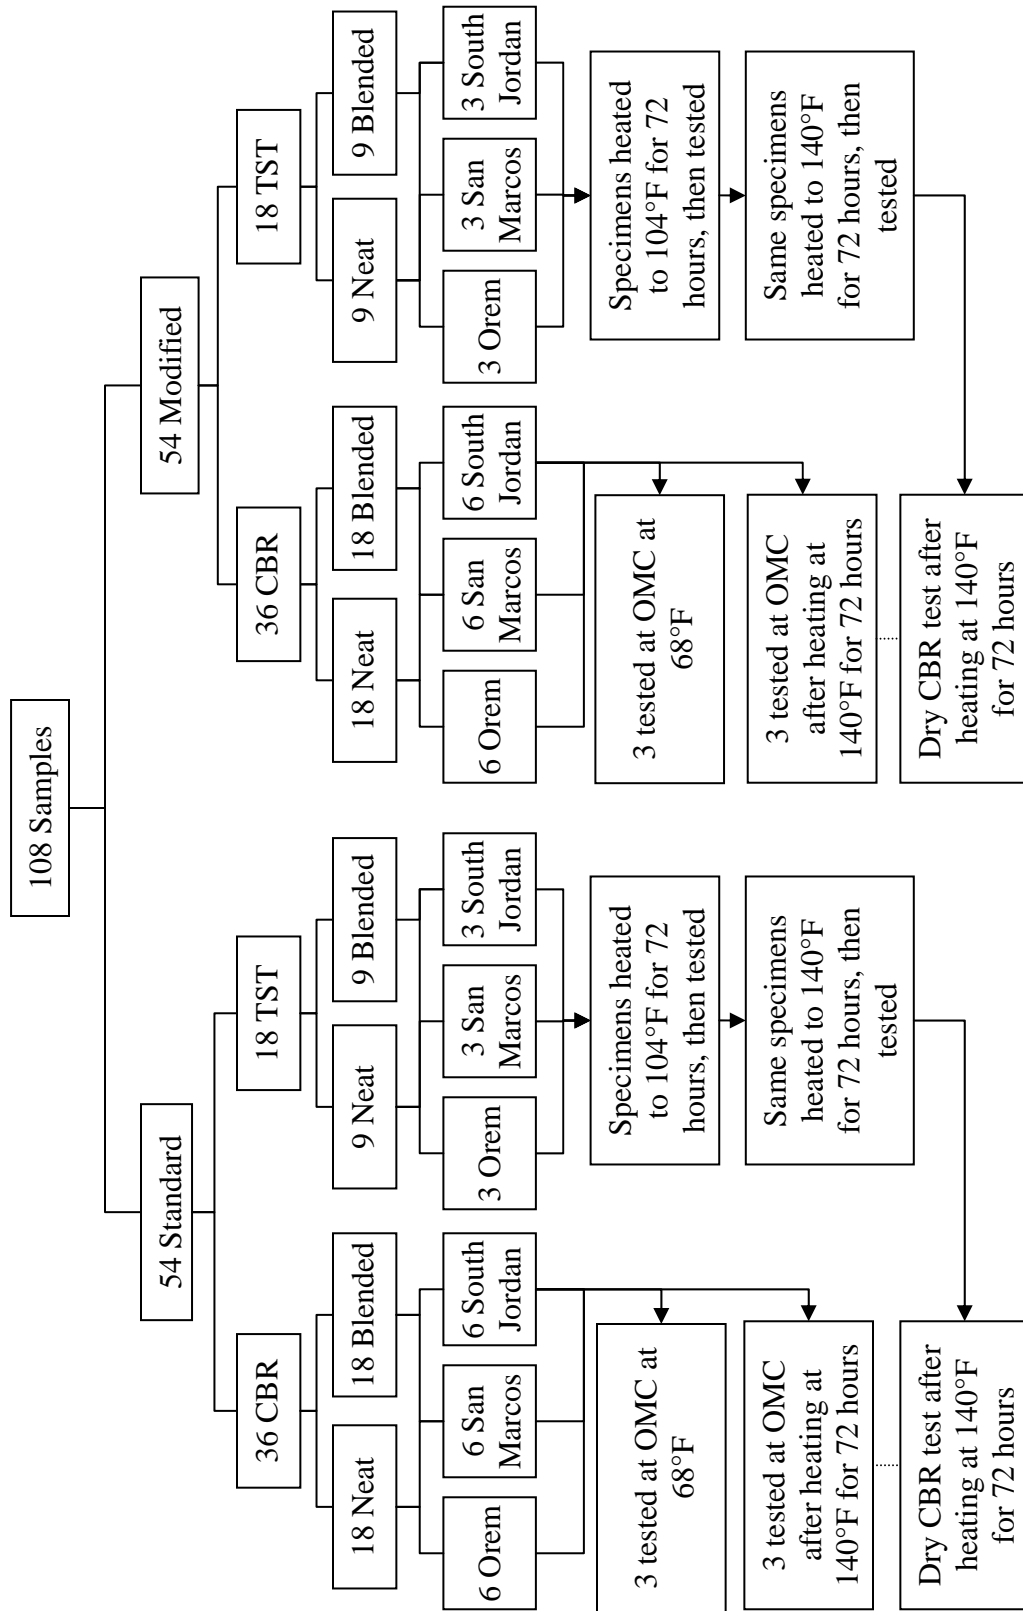 108 Samples
54 Standard
54 Modified
36 CBR
18 TST
36 CBR
18 TST
18 Neat
18 Blended
9 Neat
9 Blended
18 Neat
18 Blended
9 Neat
9 Blended
6 Orem
6 San
Marcos
6 South
Jordan
3 Orem
3 San
Marcos
3 South
Jordan
6 Orem
6 San
Marcos
6 South
Jordan
3 Orem
3 San
Marcos
3 South
Jordan
3 tested at OMC at
68°F
Specimens heated
to 104°F for 72
hours, then tested
3 tested at OMC at
68°F
Specimens heated
to 104°F for 72
hours, then tested
3 tested at OMC
after heating at
140°F for 72 hours
Same specimens
heated to 140°F
for 72 hours, then
tested
3 tested at OMC
after heating at
140°F for 72 hours
Same specimens
heated to 140°F
for 72 hours, then
tested
Dry CBR test after
heating at 140°F
for 72 hours
Dry CBR test after
heating at 140°F
for 72 hours